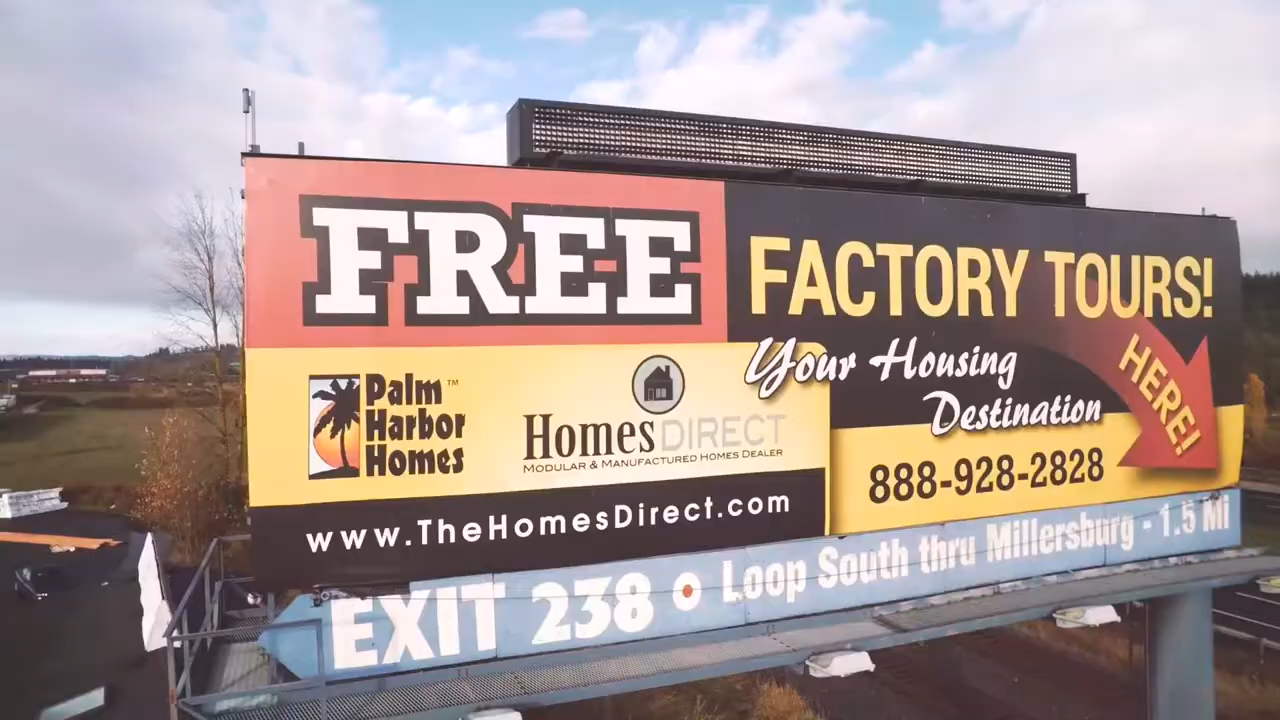 FREE
FACTORY TOURS!
HERE!
Your Housing
Destination
Palm™
Harbor
Homes
HomesDIRECT
MODULAR & MANUFACTURED HOMES DEALER
888-928-2828
www.TheHomesDirect.com
EXIT 238 • Loop South thru Millersburg - 1.5 Mi